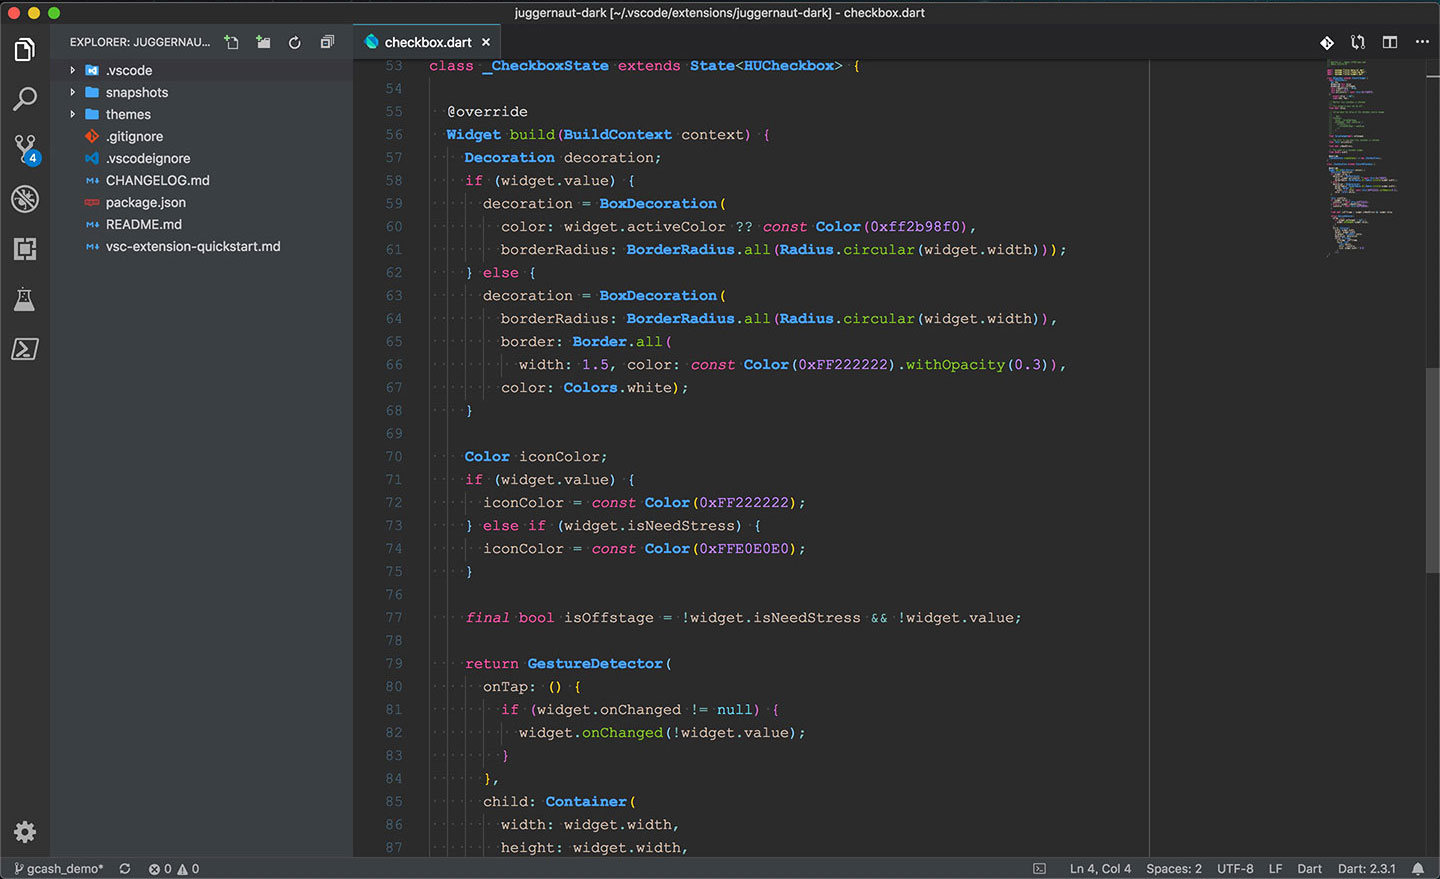 juggernaut-dark [~/.vscode/extensions/juggernaut-dark] - checkbox.dart
EXPLORER: JUGGERNAU...
.vscode
snapshots
themes
.gitignore
.vscodeignore
CHANGELOG.md
package.json
README.md
vsc-extension-quickstart.md
4
checkbox.dart
53 class _CheckboxState extends State<HUCheckbox> {
54
55 @override
56 Widget build(BuildContext context) {
57 Decoration decoration;
58 if (widget.value) {
59 decoration = BoxDecoration(
60 color: widget.activeColor ?? const Color(0xff2b98f0),
61 borderRadius: BorderRadius.all(Radius.circular(widget.width)));
62 } else {
63 decoration = BoxDecoration(
64 borderRadius: BorderRadius.all(Radius.circular(widget.width)),
65 border: Border.all(
66 width: 1.5, color: const Color(0xFF222222).withOpacity(0.3)),
67 color: Colors.white);
68 }
69
70 Color iconColor;
71 if (widget.value) {
72 iconColor = const Color(0xFF222222);
73 } else if (widget.isNeedStress) {
74 iconColor = const Color(0xFFE0E0E0);
75 }
76
77 final bool isOffstage = !widget.isNeedStress && !widget.value;
78
79 return GestureDetector(
80 onTap: () {
81 if (widget.onChanged != null) {
82 widget.onChanged(!widget.value);
83 }
84 },
85 child: Container(
86 width: widget.width,
87 height: widget.width,
gcash_demo* 0 0 Ln 4, Col 4 Spaces: 2 UTF-8 LF Dart Dart: 2.3.1